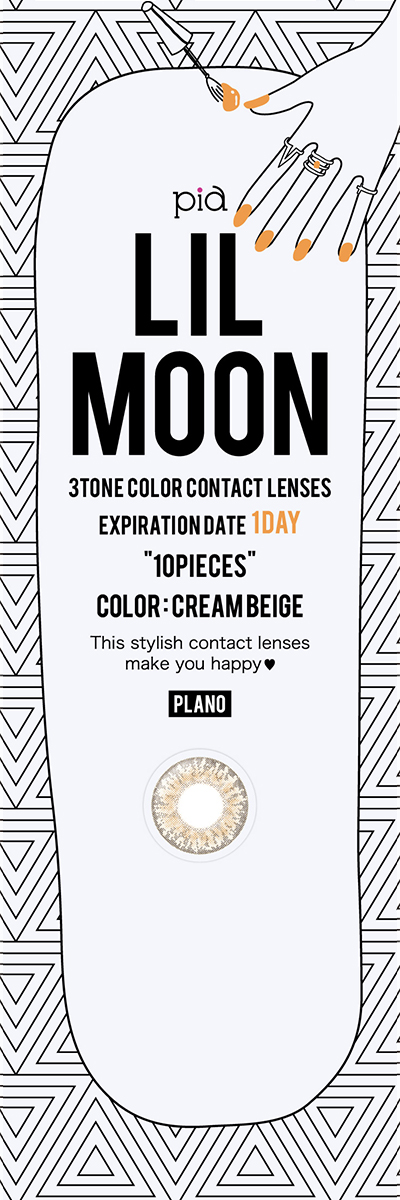 pia
LIL
MOON
3TONE COLOR CONTACT LENSES
EXPIRATION DATE 1DAY
"10PIECES"
COLOR:CREAM BEIGE
This stylish contact lenses
make you happy♥
PLANO